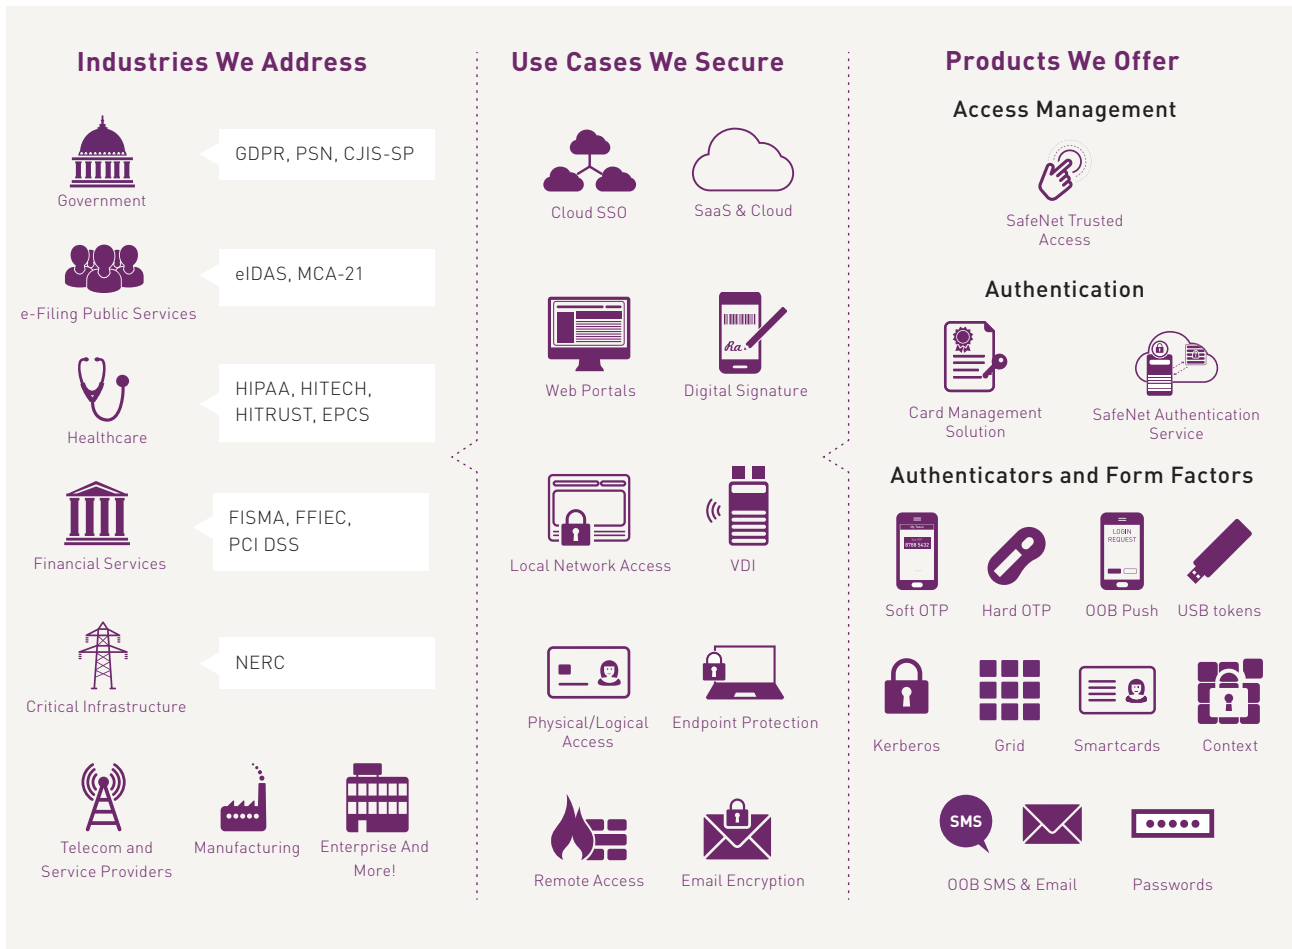 Industries We Address
Government
GDPR, PSN, CJIS-SP
e-Filing Public Services
eIDAS, MCA-21
Healthcare
HIPAA, HITECH,
HITRUST, EPCS
Financial Services
FISMA, FFIEC,
PCI DSS
Critical Infrastructure
NERC
Telecom and
Service Providers
Manufacturing
Enterprise And
More!
Use Cases We Secure
Cloud SSO
SaaS & Cloud
Web Portals
Ra.
Digital Signature
Local Network Access
VDI
Physical/Logical
Access
Endpoint Protection
Remote Access
Email Encryption
Products We Offer
Access Management
SafeNet Trusted
Access
Authentication
Card Management
Solution
SafeNet Authentication
Service
Authenticators and Form Factors
8788 5432
Soft OTP
Hard OTP
LOGIN
REQUEST
OOB Push
USB tokens
Kerberos
Grid
Smartcards
Context
SMS
OOB SMS & Email
Passwords